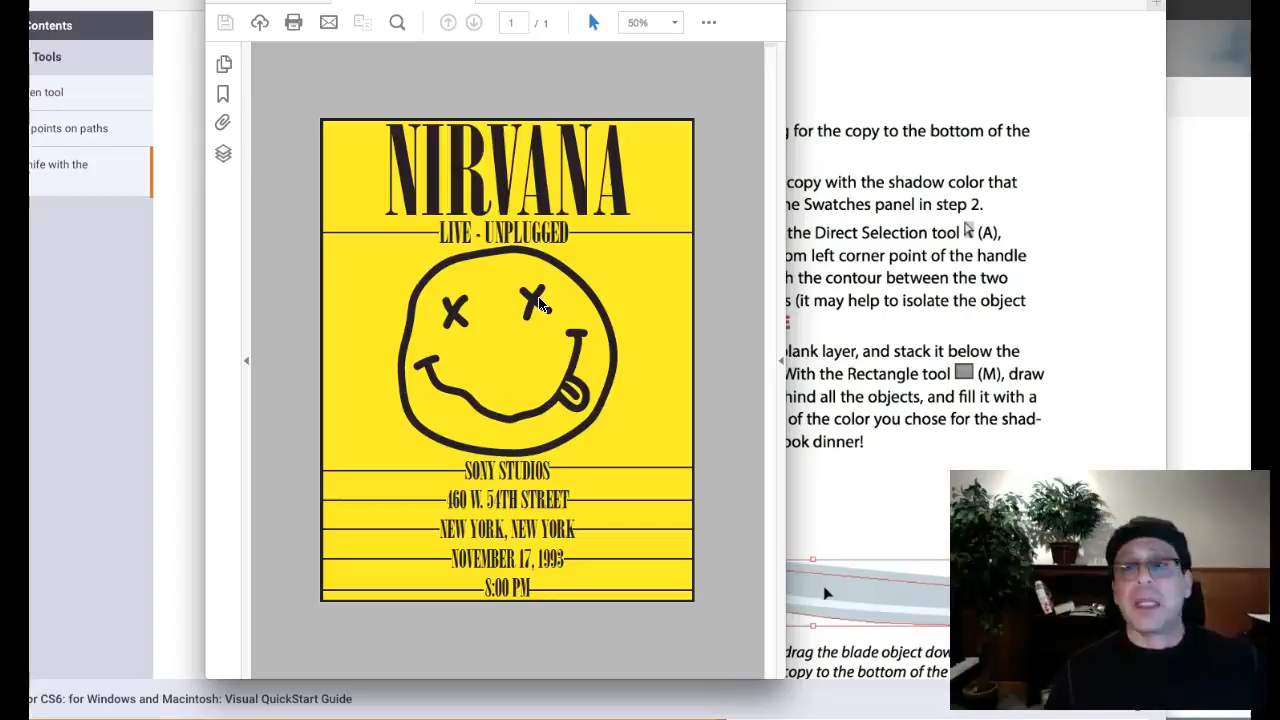 Contents
Tools
en tool
points on paths
nife with the
1 / 1
50%
NIRVANA
LIVE - UNPLUGGED
SONY STUDIOS
460 W. 54TH STREET
NEW YORK, NEW YORK
NOVEMBER 17, 1993
8:00 PM
g for the copy to the bottom of the
copy with the shadow color that
he Swatches panel in step 2.
the Direct Selection tool (A),
om left corner point of the handle
h the contour between the two
s (it may help to isolate the object
lank layer, and stack it below the
With the Rectangle tool (M), draw
hind all the objects, and fill it with a
of the color you chose for the shad-
ook dinner!
drag the blade object dow
copy to the bottom of the
or CS6: for Windows and Macintosh: Visual QuickStart Guide